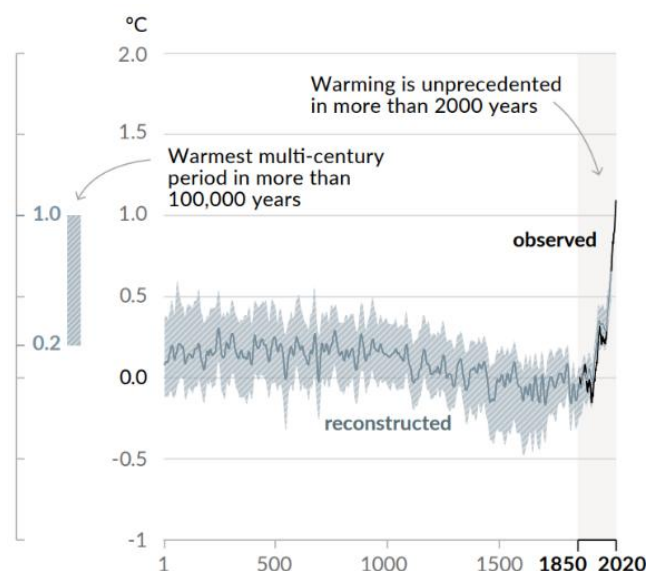 °C
2.0
Warming is unprecedented
in more than 2000 years
1.5
Warmest multi-century
period in more than
100,000 years
1.0
1.0
observed
0.5
0.2
0.0
reconstructed
-0.5
-1
1
500
1000
1500
1850
2020